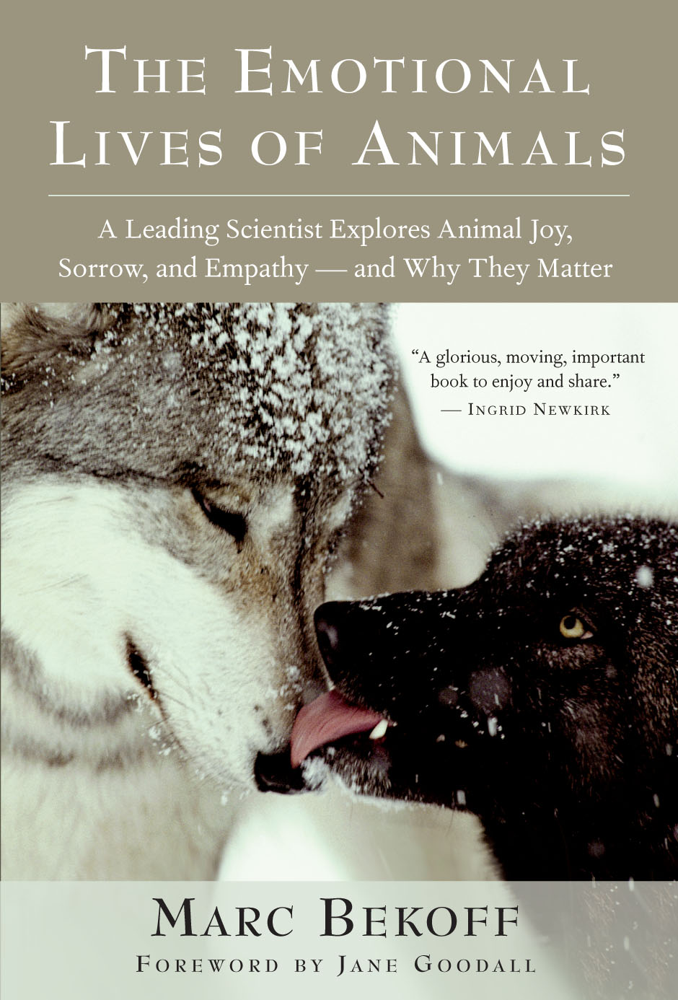 THE EMOTIONAL
LIVES OF ANIMALS
A Leading Scientist Explores Animal Joy,
Sorrow, and Empathy — and Why They Matter
“A glorious, moving, important
book to enjoy and share.”
— INGRID NEWKIRK
MARC BEKOFF
FOREWORD BY JANE GOODALL